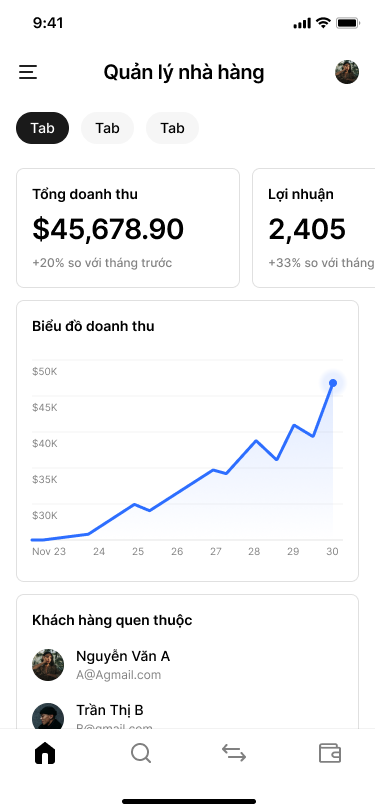 9:41
Quản lý nhà hàng
Tab Tab Tab
Tổng doanh thu
$45,678.90
+20% so với tháng trước
Lợi nhuận
2,405
+33% so với tháng
Biểu đồ doanh thu
$50K
$45K
$40K
$35K
$30K
Nov 23 24 25 26 27 28 29 30
Khách hàng quen thuộc
Nguyễn Văn A
A@Agmail.com
Trần Thị B
B@gmail.com